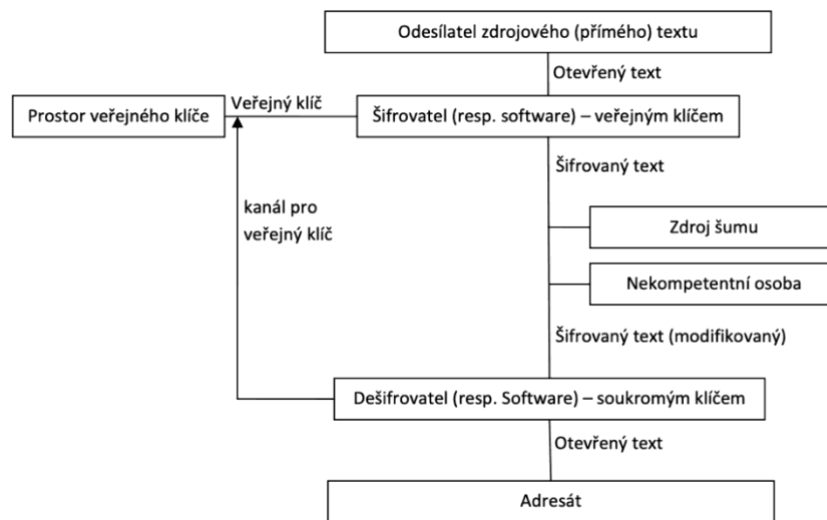 Odesílatel zdrojového (přímého) textu
Otevřený text
Veřejný klíč
Prostor veřejného klíče
Šifrovatel (resp. software) – veřejným klíčem
Šifrovaný text
kanál pro
veřejný klíč
Zdroj šumu
Nekompetentní osoba
Šifrovaný text (modifikovaný)
Dešifrovatel (resp. Software) – soukromým klíčem
Otevřený text
Adresát